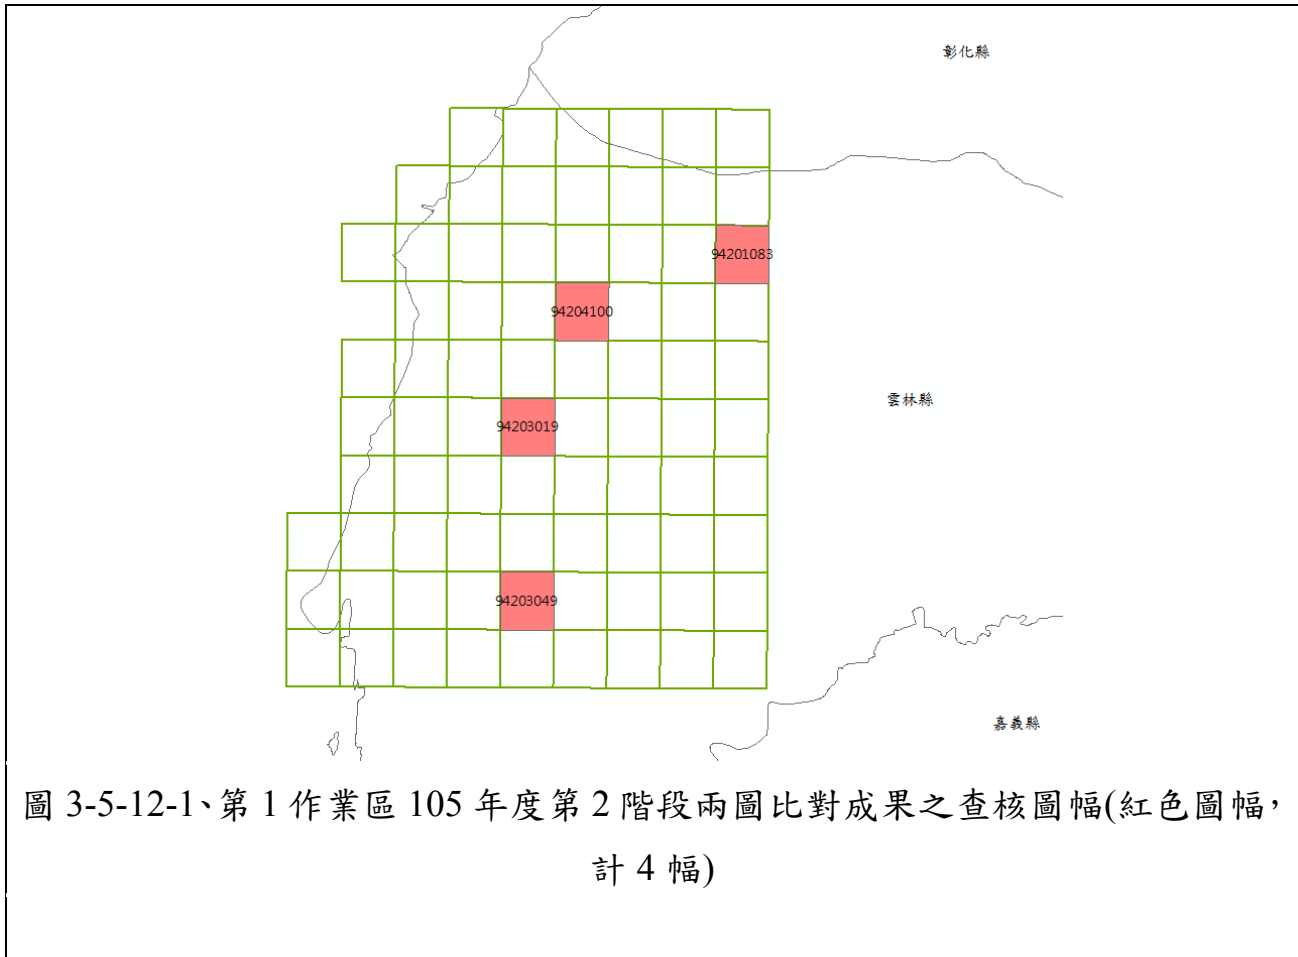 彰化縣
94201083
94204100
雲林縣
94203019
94203049
嘉義縣
圖 3-5-12-1、第 1 作業區 105 年度第 2 階段兩圖比對成果之查核圖幅(紅色圖幅，
計 4 幅)